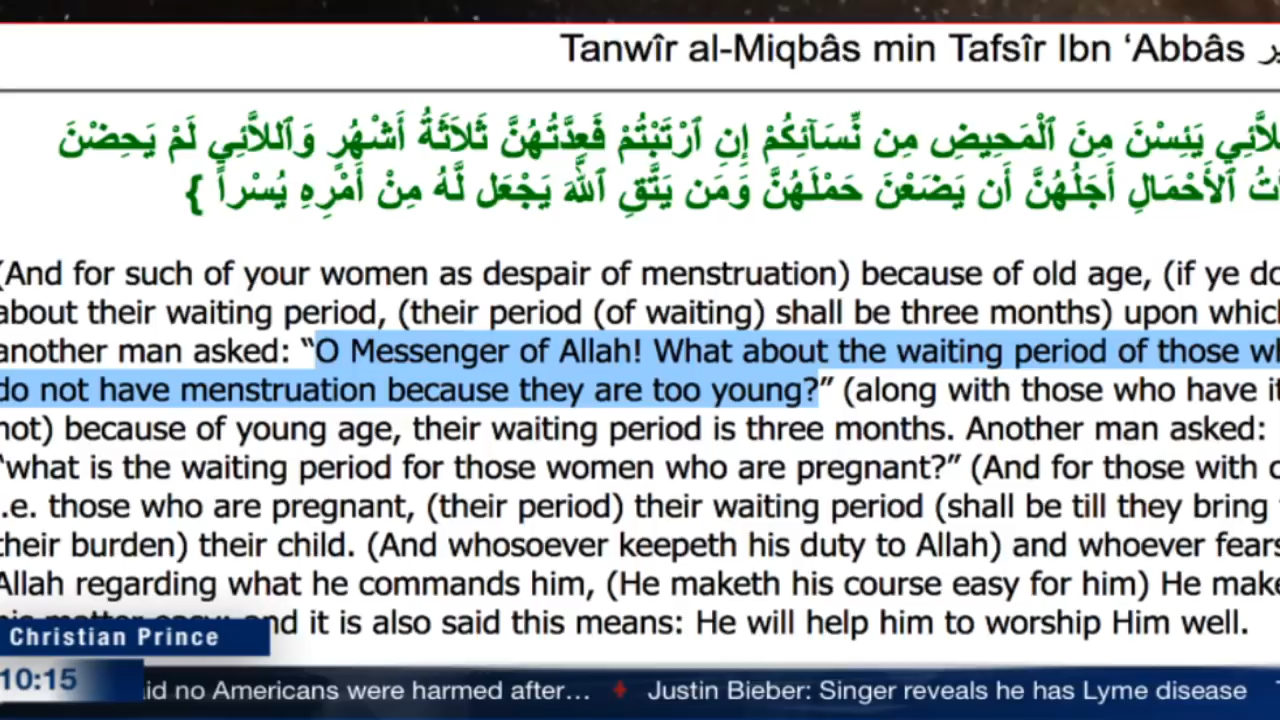 Tanwîr al-Miqbâs min Tafsîr Ibn ‘Abbâs
يَئِسْنَ مِنَ ٱلْمَحِيضِ مِن نِّسَآئِكُمْ إِنِ ٱرْتَبْتُمْ فَعِدَّتُهُنَّ ثَلاَثَةُ أَشْهُرٍ وَٱللاَّئِي لَمْ يَحِضْنَ
ٱلأَحْمَالِ أَجَلُهُنَّ أَن يَضَعْنَ حَمْلَهُنَّ وَمَن يَتَّقِ ٱللَّهَ يَجْعَل لَّهُ مِنْ أَمْرِهِ يُسْراً }
(And for such of your women as despair of menstruation) because of old age, (if ye do
about their waiting period, (their period (of waiting) shall be three months) upon which
another man asked: “O Messenger of Allah! What about the waiting period of those
do not have menstruation because they are too young?” (along with those who have it
not) because of young age, their waiting period is three months. Another man asked:
“what is the waiting period for those women who are pregnant?” (And for those with
i.e. those who are pregnant, (their period) their waiting period (shall be till they bring
their burden) their child. (And whosoever keepeth his duty to Allah) and whoever fears
Allah regarding what he commands him, (He maketh his course easy for him) He make
and it is also said this means: He will help him to worship Him well.
Christian Prince
10:15
id no Americans were harmed after... Justin Bieber: Singer reveals he has Lyme disease